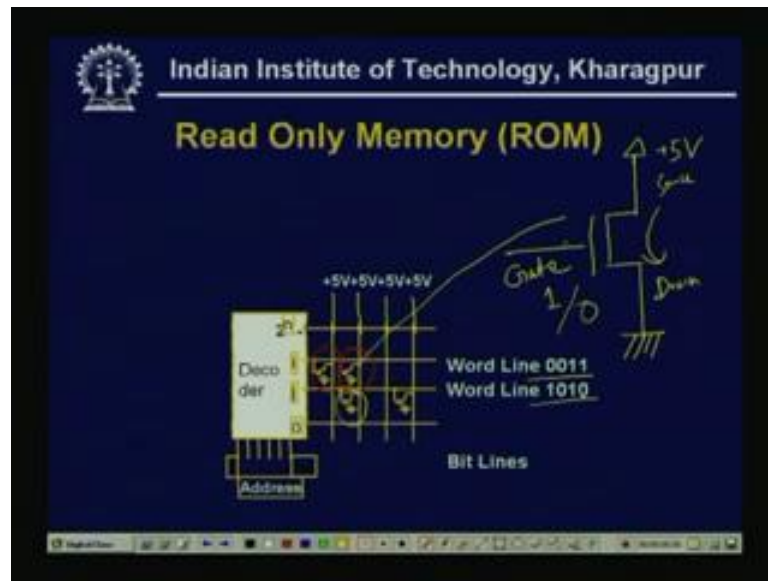 Indian Institute of Technology, Kharagpur
Read Only Memory (ROM)
+5V
Drain
Gate
1/0
+5V+5V+5V+5V
Deco
der
Word Line 0011
Word Line 1010
Bit Lines
Address